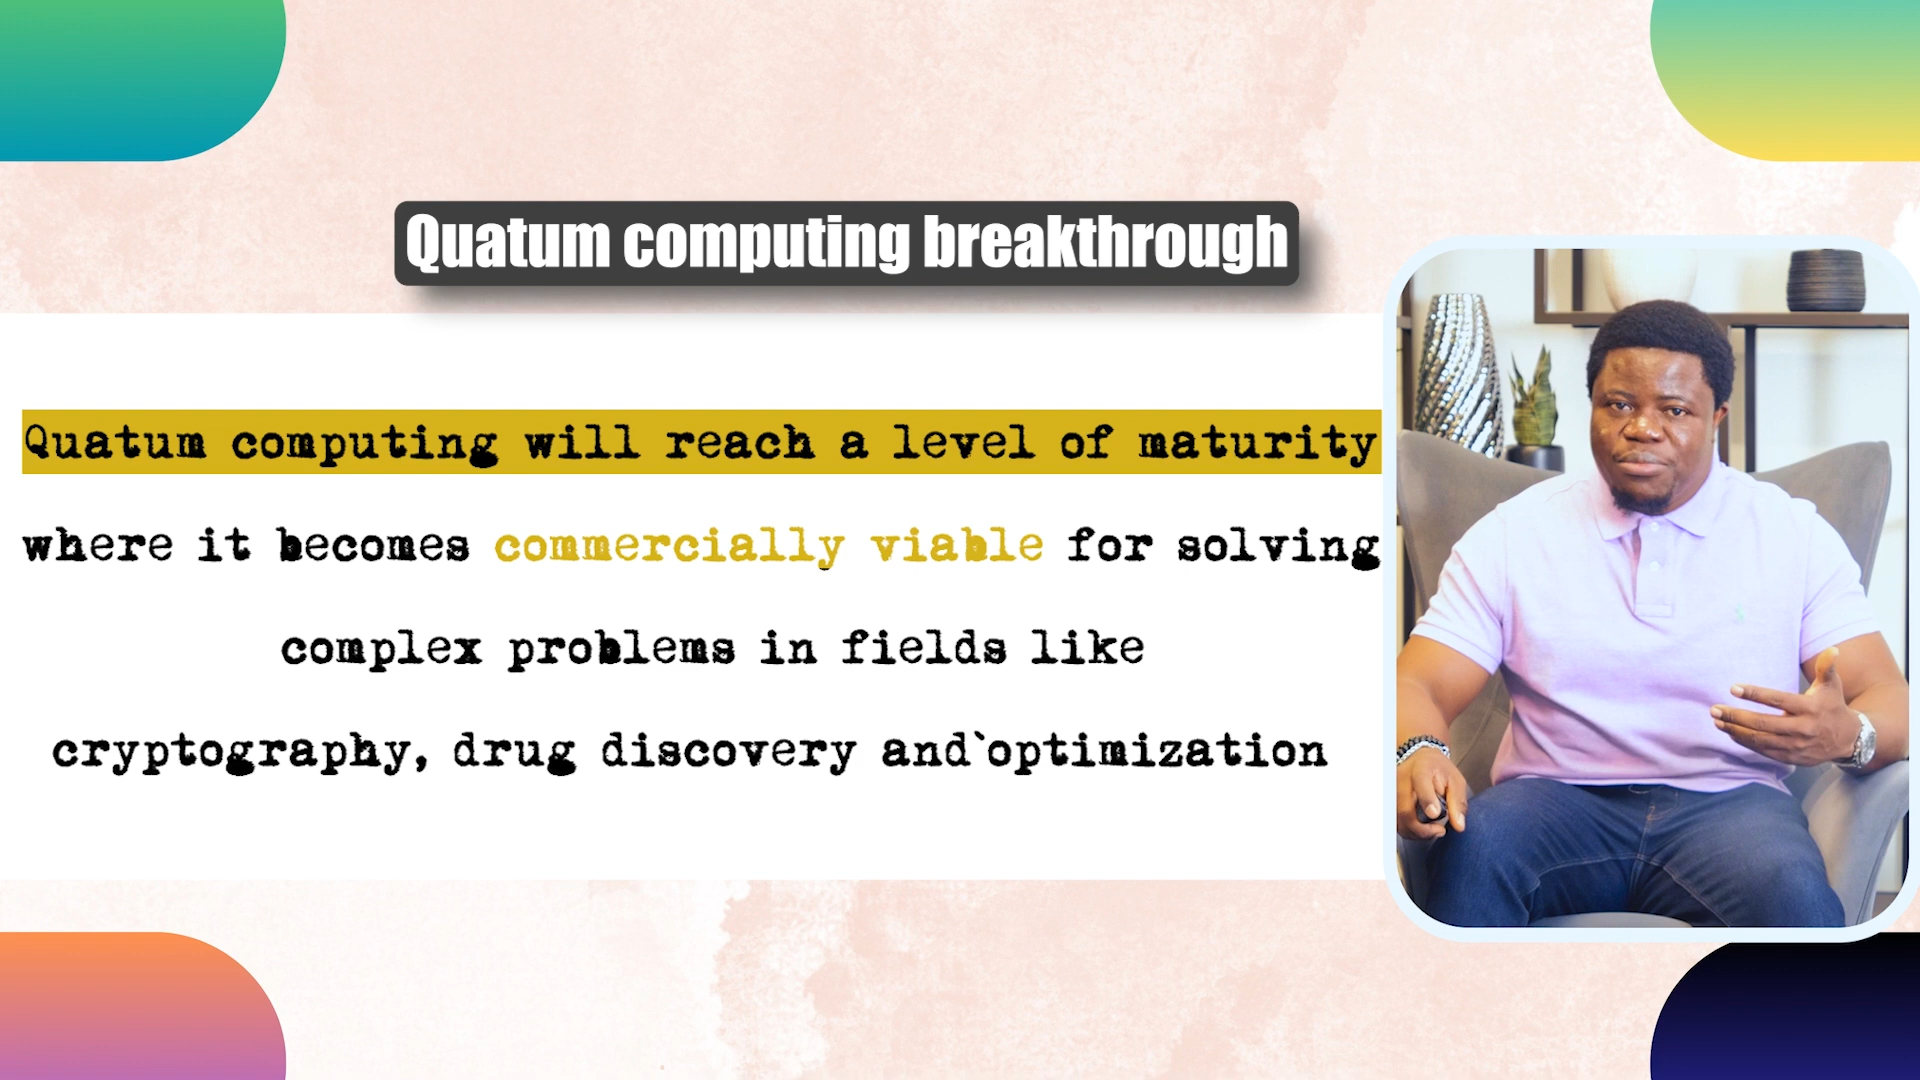 Quatum computing breakthrough
Quatum computing will reach a level of maturity
where it becomes commercially viable for solving
complex problems in fields like
cryptography, drug discovery and`optimization